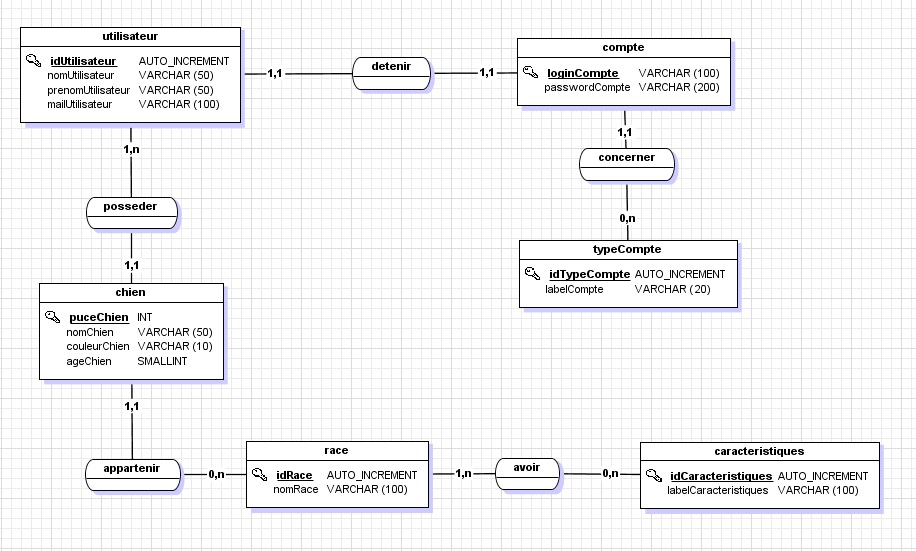 utilisateur
idUtilisateur AUTO_INCREMENT
nomUtilisateur VARCHAR (50)
prenomUtilisateur VARCHAR (50)
mailUtilisateur VARCHAR (100)
1,1
detenir
1,1
compte
loginCompte VARCHAR (100)
passwordCompte VARCHAR (200)
1,1
concerner
0,n
typeCompte
idTypeCompte AUTO_INCREMENT
labelCompte VARCHAR (20)
1,n
posseder
1,1
chien
puceChien INT
nomChien VARCHAR (50)
couleurChien VARCHAR (10)
ageChien SMALLINT
1,1
appartenir
0,n
race
idRace AUTO_INCREMENT
nomRace VARCHAR (100)
1,n
avoir
0,n
caracteristiques
idCaracteristiques AUTO_INCREMENT
labelCaracteristiques VARCHAR (100)